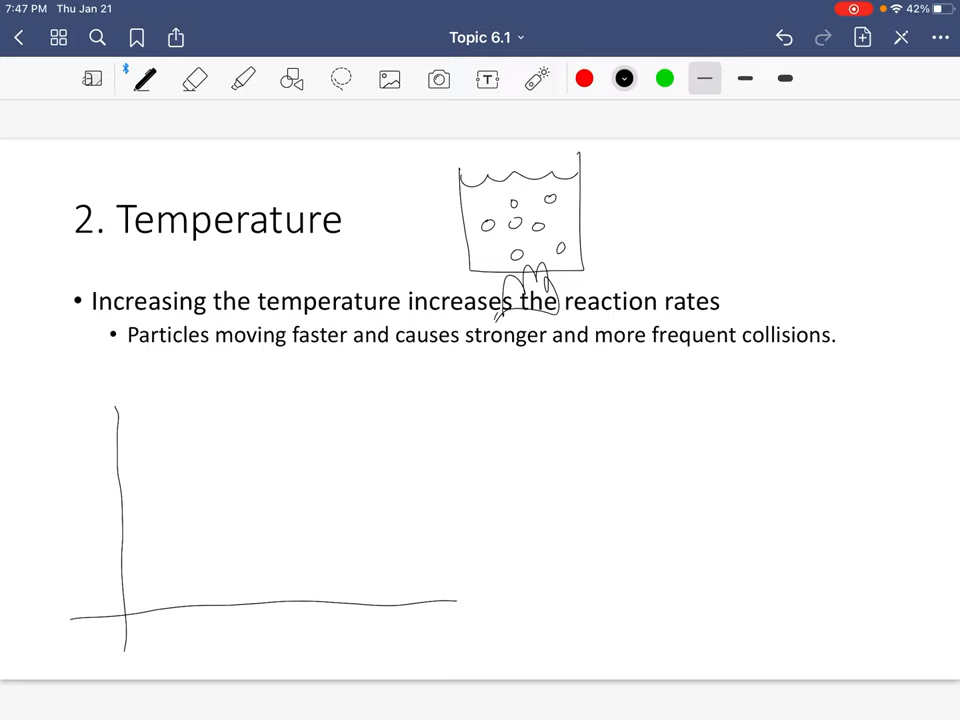 7:47 PM Thu Jan 21
42%
Topic 6.1
T
2. Temperature
• Increasing the temperature increases the reaction rates
• Particles moving faster and causes stronger and more frequent collisions.